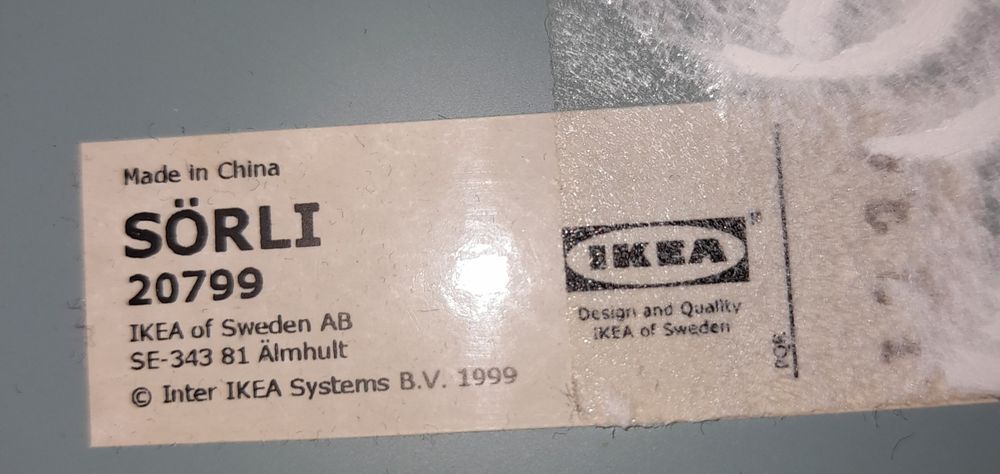 Made in China
SÖRLI
20799
IKEA of Sweden AB
SE-343 81 Älmhult
© Inter IKEA Systems B.V. 1999
IKEA
Design and Quality
IKEA of Sweden